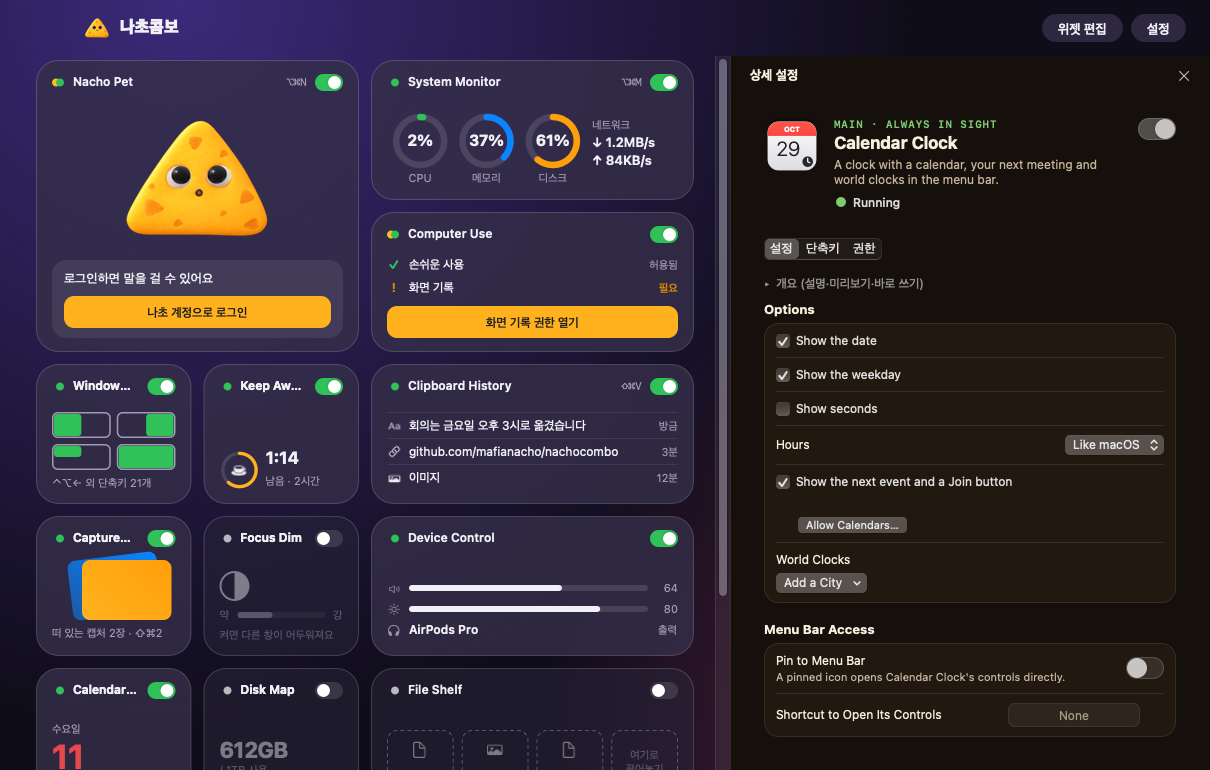 나초콤보
위젯 편집
설정
Nacho Pet
⌥⌘N
로그인하면 말을 걸 수 있어요
나초 계정으로 로그인
System Monitor
⌥⌘M
2%
37%
61%
CPU
메모리
디스크
네트워크
↓ 1.2MB/s
↑ 84KB/s
Computer Use
손쉬운 사용
허용됨
화면 기록
필요
화면 기록 권한 열기
Window...
^⌥← 외 단축키 21개
Keep Aw...
1:14
남음 · 2시간
Clipboard History
⇧⌘V
Aa 회의는 금요일 오후 3시로 옮겼습니다
방금
github.com/mafianacho/nachocombo
3분
이미지
12분
Capture...
떠 있는 캡처 2장 · ⇧⌘2
Focus Dim
약
강
켜면 다른 창이 어두워져요
Device Control
64
80
AirPods Pro
출력
Calendar...
수요일
11
Disk Map
612GB
/ 1TB 사용
File Shelf
여기로
끌어놓기
상세 설정
OCT
29
MAIN · ALWAYS IN SIGHT
Calendar Clock
A clock with a calendar, your next meeting and
world clocks in the menu bar.
Running
설정
단축키
권한
개요 (설명·미리보기·바로 쓰기)
Options
Show the date
Show the weekday
Show seconds
Hours
Like macOS
Show the next event and a Join button
Allow Calendars...
World Clocks
Add a City
Menu Bar Access
Pin to Menu Bar
A pinned icon opens Calendar Clock's controls directly.
Shortcut to Open Its Controls
None